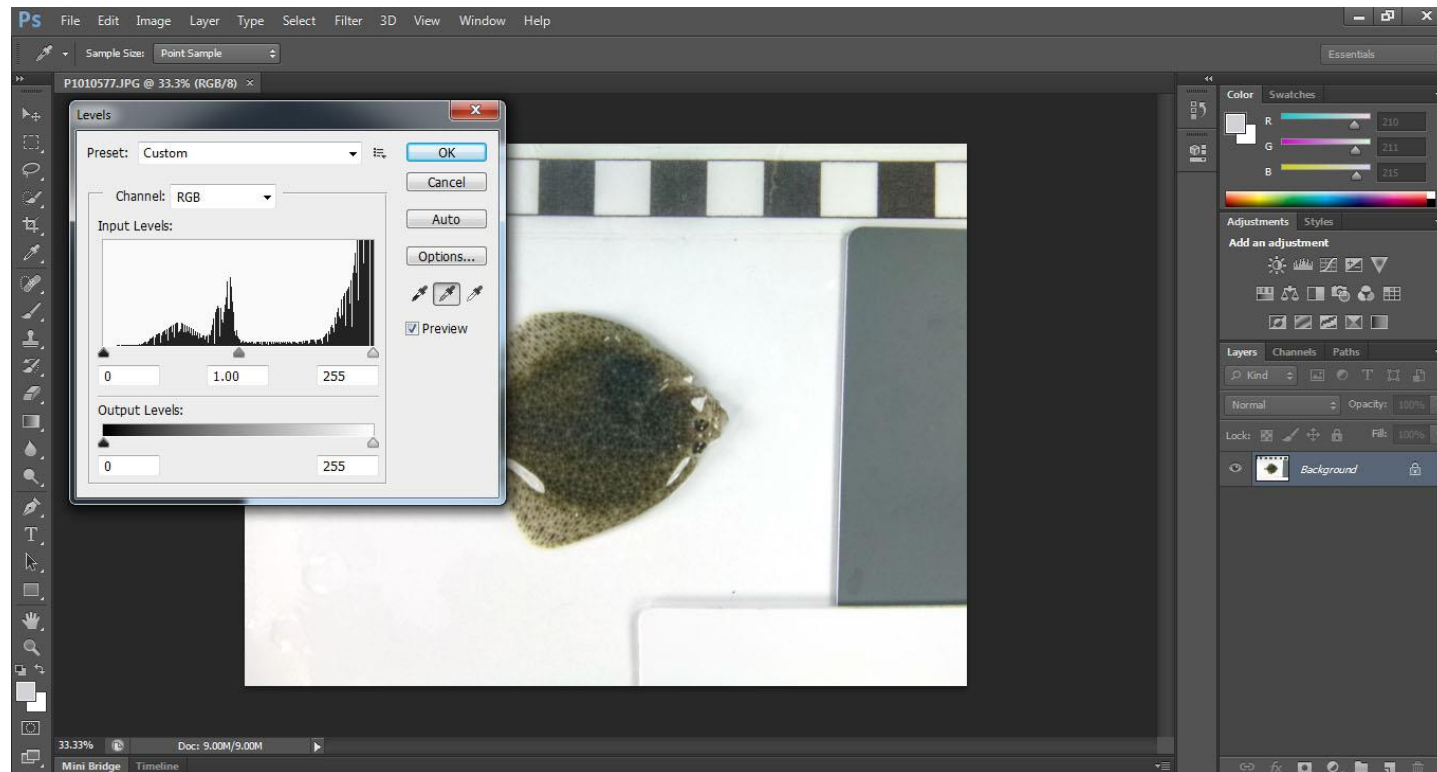 Ps File Edit Image Layer Type Select Filter 3D View Window Help
Sample Size: Point Sample
Essentials
P1010577.JPG @ 33.3% (RGB/8) ×
Levels
Preset: Custom
OK
Channel: RGB
Cancel
Input Levels:
Auto
Options...
Preview
0 1.00 255
Output Levels:
0 255
Color Swatches
R 210
G 211
B 215
Adjustments Styles
Add an adjustment
Layers Channels Paths
Kind
Normal Opacity: 100%
Lock: Fill: 100%
Background
33.33% Doc: 9.00M/9.00M
Mini Bridge Timeline